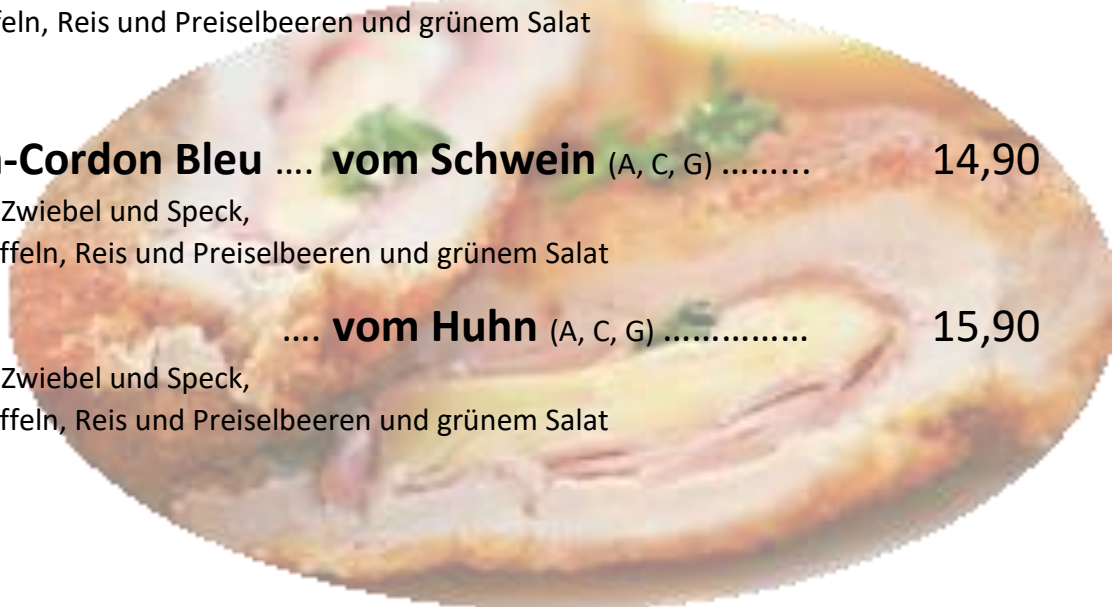 feln, Reis und Preiselbeeren und grünem Salat
-Cordon Bleu .... vom Schwein (A, C, G) ......... 14,90
Zwiebel und Speck,
ffeln, Reis und Preiselbeeren und grünem Salat
.... vom Huhn (A, C, G) ............... 15,90
Zwiebel und Speck,
ffeln, Reis und Preiselbeeren und grünem Salat